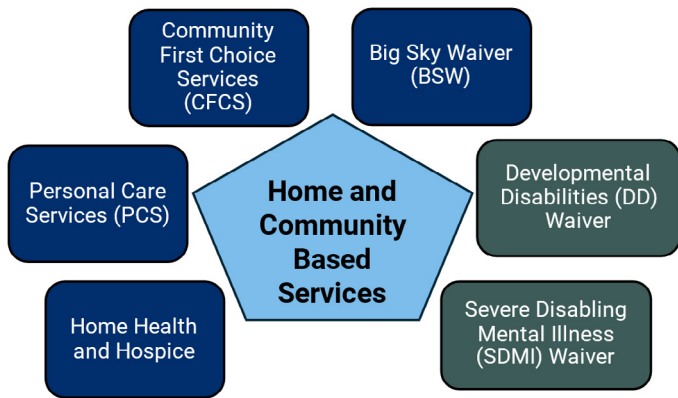 Community
First Choice
Services
(CFCS)
Big Sky Waiver
(BSW)
Personal Care
Services (PCS)
Home and
Community
Based
Services
Developmental
Disabilities (DD)
Waiver
Home Health
and Hospice
Severe Disabling
Mental Illness
(SDMI) Waiver